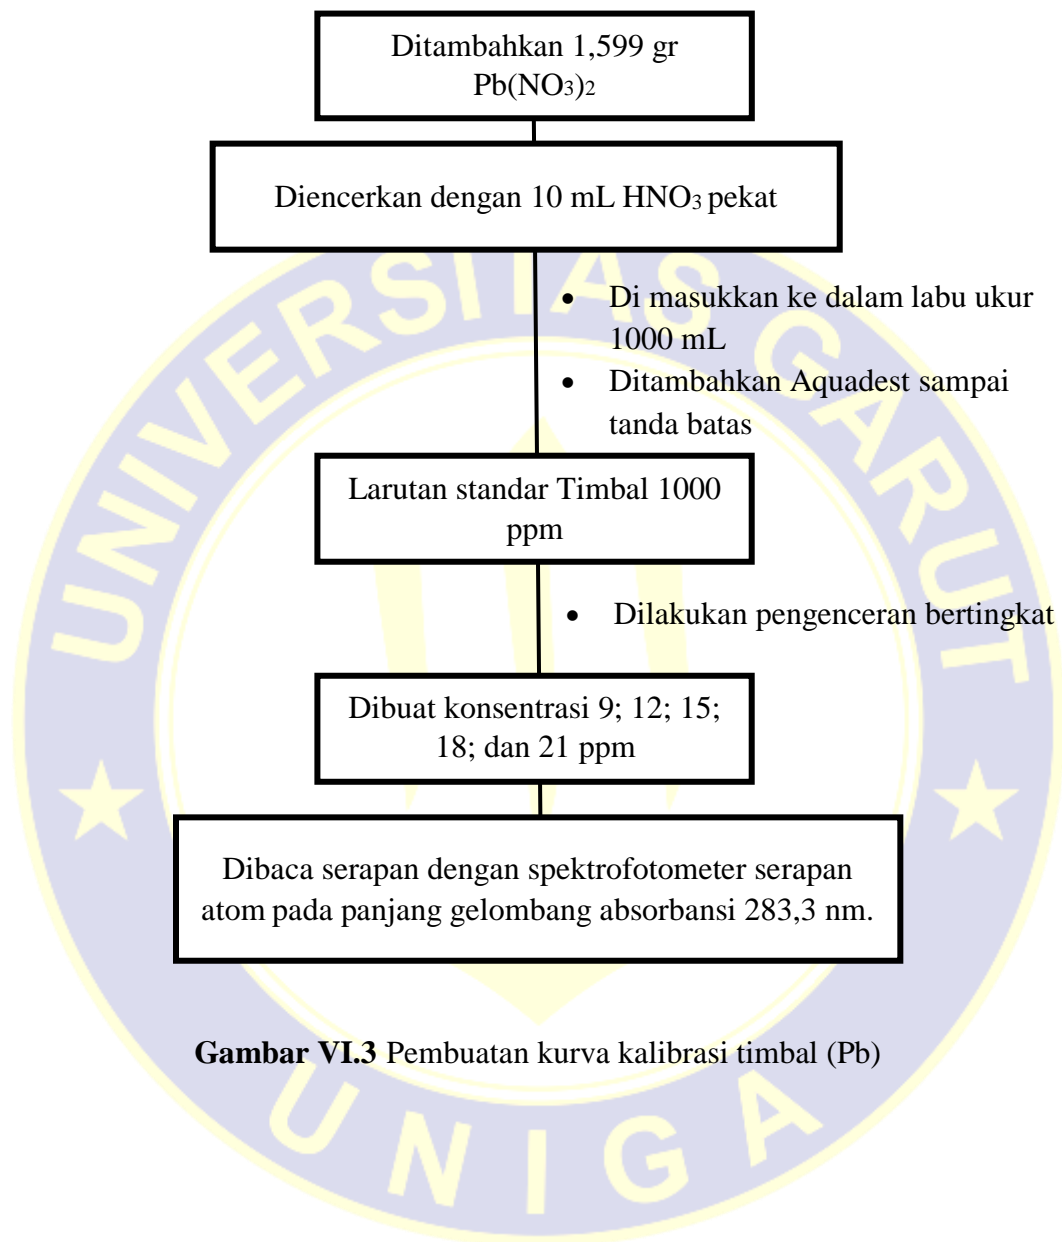 Ditambahkan 1,599 gr
Pb(NO₃)₂
Diencerkan dengan 10 mL HNO₃ pekat
• Di masukkan ke dalam labu ukur
1000 mL
• Ditambahkan Aquadest sampai
tanda batas
Larutan standar Timbal 1000
ppm
• Dilakukan pengenceran bertingkat
Dibuat konsentrasi 9; 12; 15;
18; dan 21 ppm
Dibaca serapan dengan spektrofotometer serapan
atom pada panjang gelombang absorbansi 283,3 nm.
Gambar VI.3 Pembuatan kurva kalibrasi timbal (Pb)
UNIVERSITAS GARUT
UNIGA